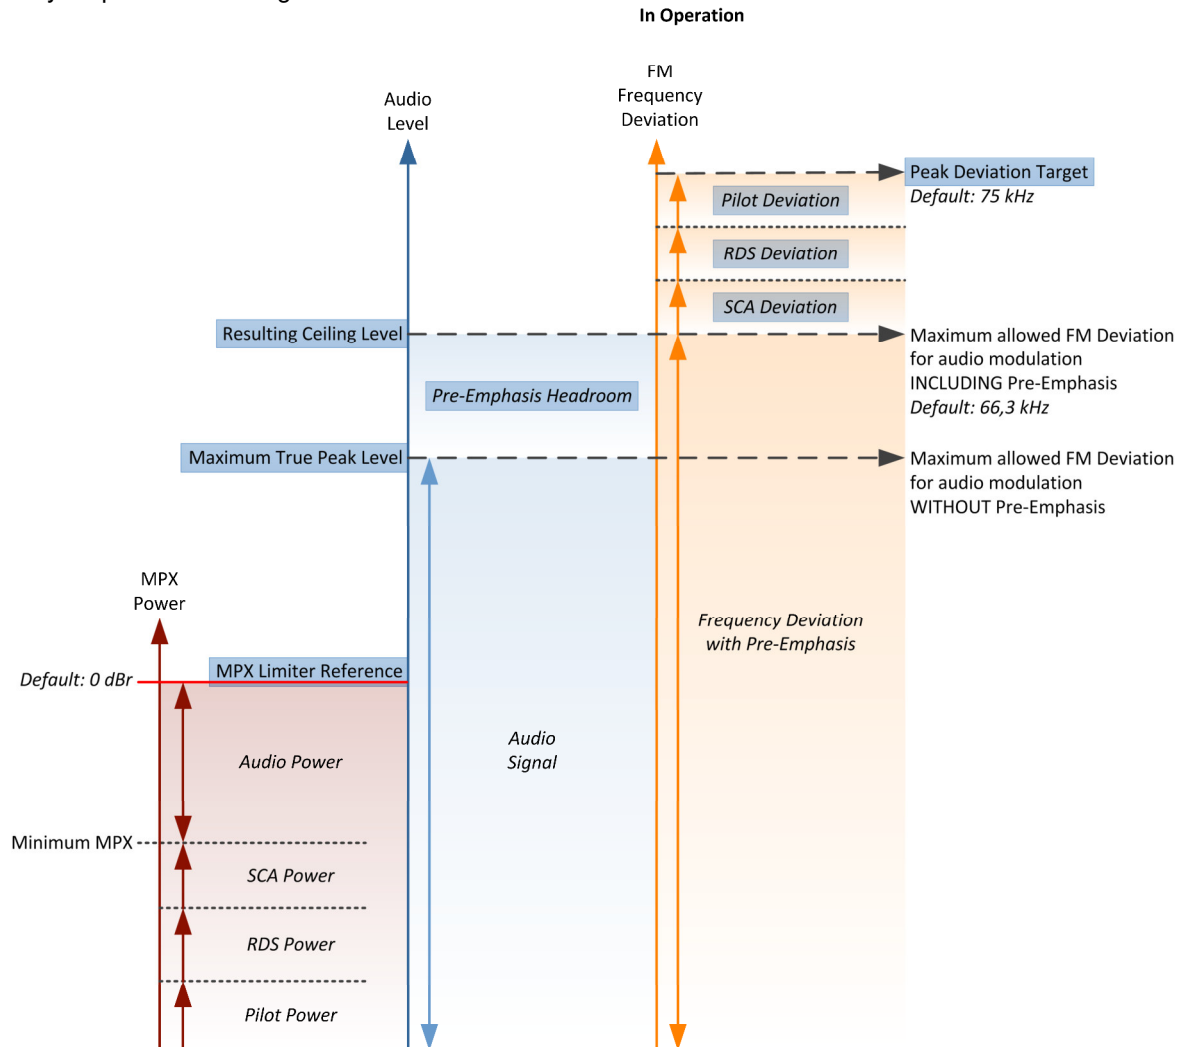 In Operation
FM
Frequency
Deviation
Audio
Level
Peak Deviation Target
Default: 75 kHz
Pilot Deviation
RDS Deviation
SCA Deviation
Resulting Ceiling Level
Maximum allowed FM Deviation
for audio modulation
INCLUDING Pre-Emphasis
Default: 66,3 kHz
Pre-Emphasis Headroom
Maximum True Peak Level
Maximum allowed FM Deviation
for audio modulation
WITHOUT Pre-Emphasis
MPX
Power
Frequency Deviation
with Pre-Emphasis
MPX Limiter Reference
Default: 0 dBr
Audio
Signal
Audio Power
Minimum MPX
SCA Power
RDS Power
Pilot Power